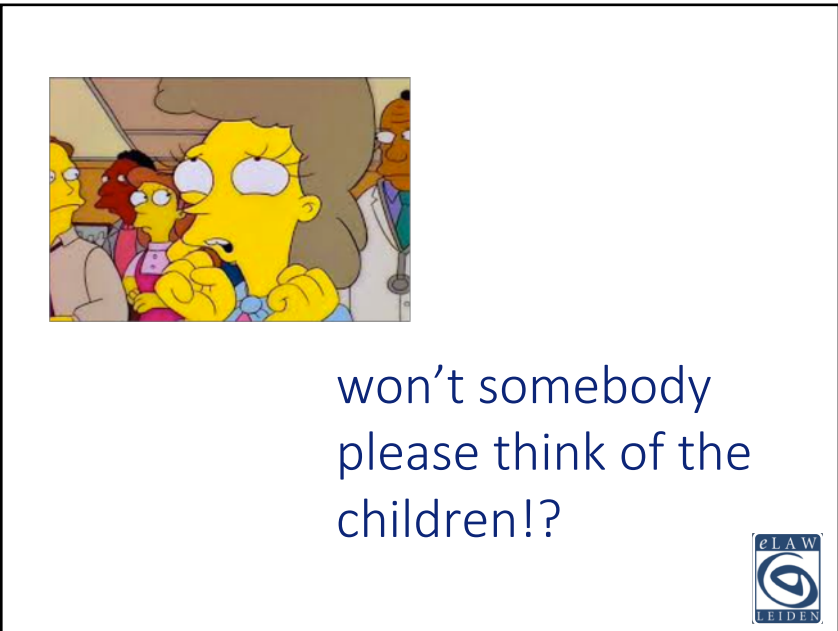 won’t somebody
please think of the
children!?
eLAW
LEIDEN